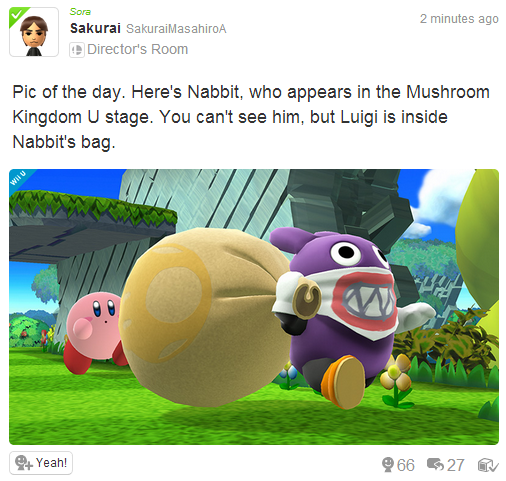 Sora
Sakurai SakuraiMasahiroA
2 minutes ago
Director's Room
Pic of the day. Here's Nabbit, who appears in the Mushroom
Kingdom U stage. You can't see him, but Luigi is inside
Nabbit's bag.
Wii U
Yeah!
66
27